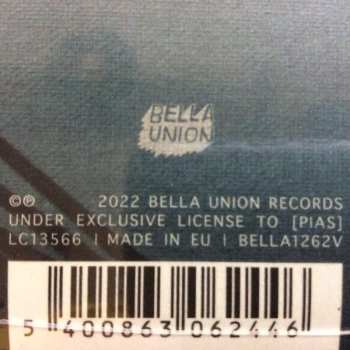 BELLA
UNION
©℗ 2022 BELLA UNION RECORDS
UNDER EXCLUSIVE LICENSE TO [PIAS]
LC13566 | MADE IN EU | BELLA1262V
5 400863 062446